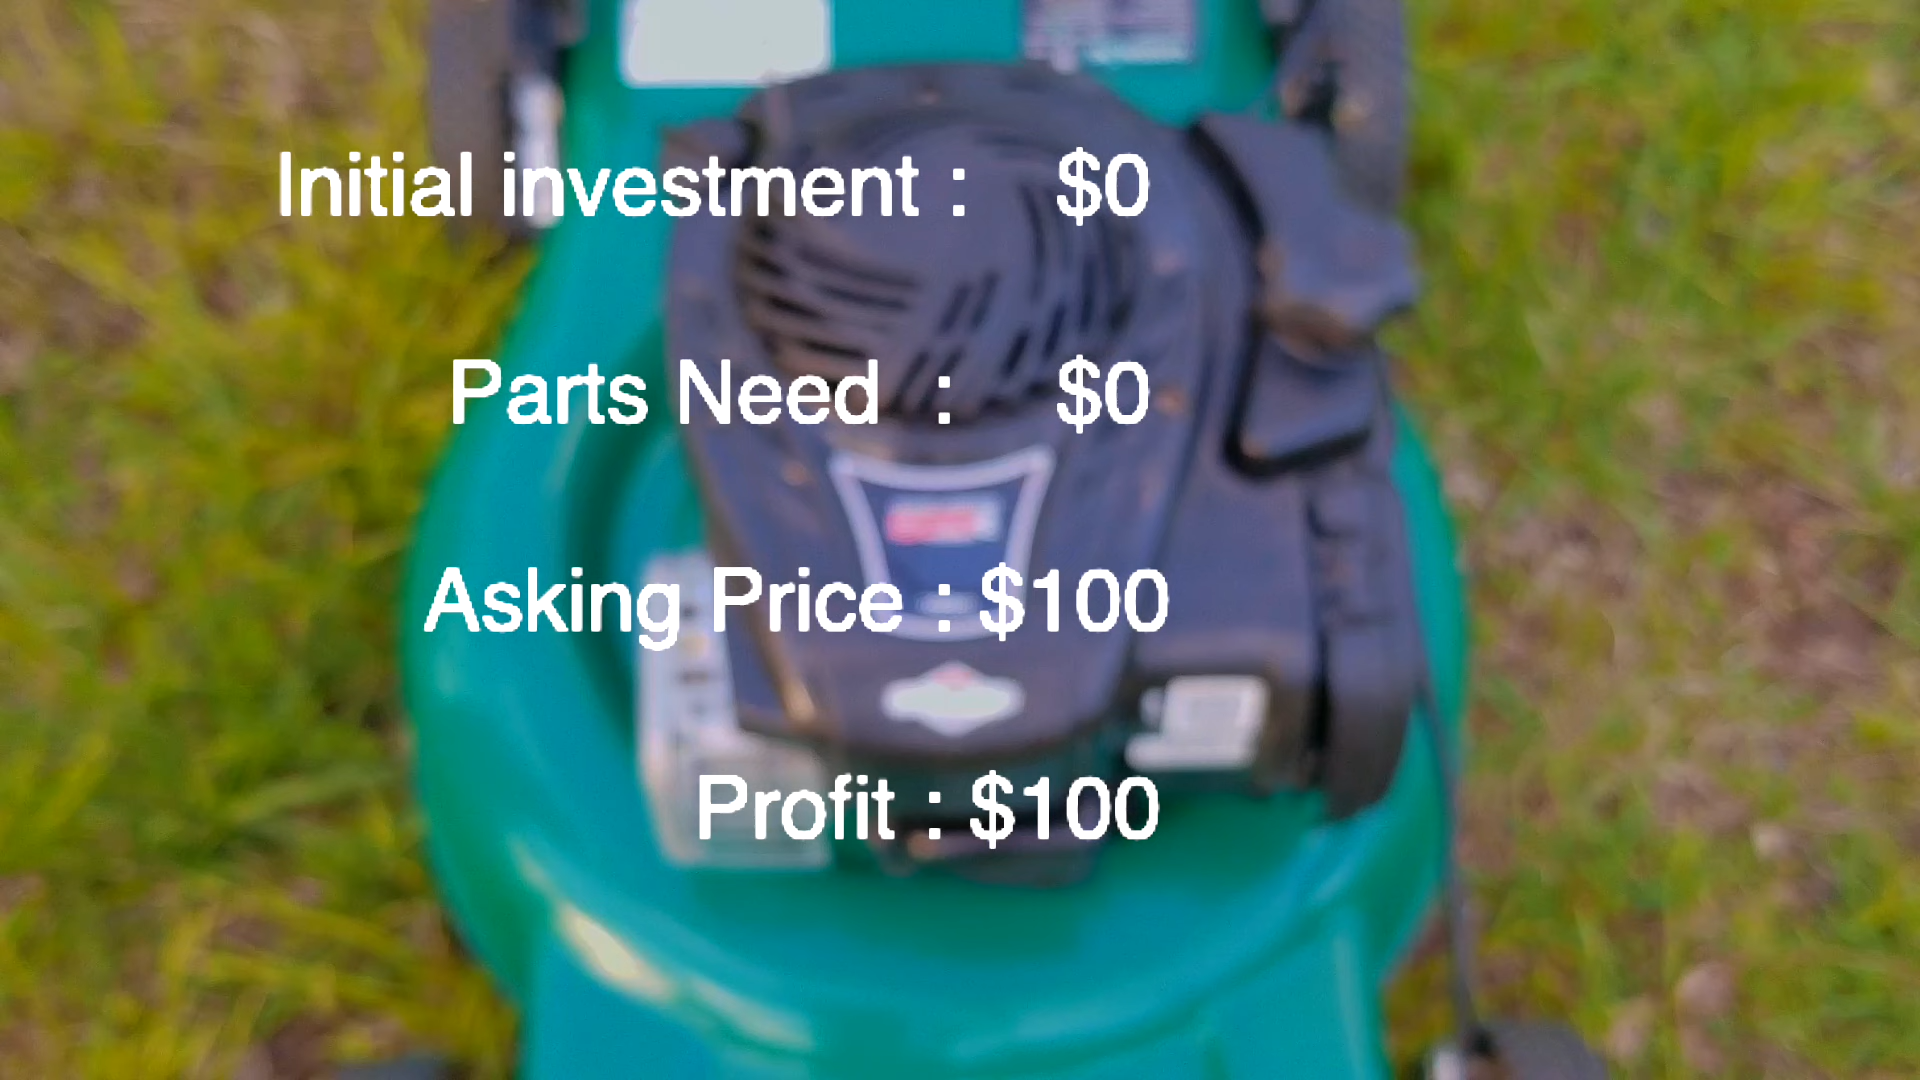 Initial investment : $0
Parts Need : $0
Asking Price : $100
Profit : $100